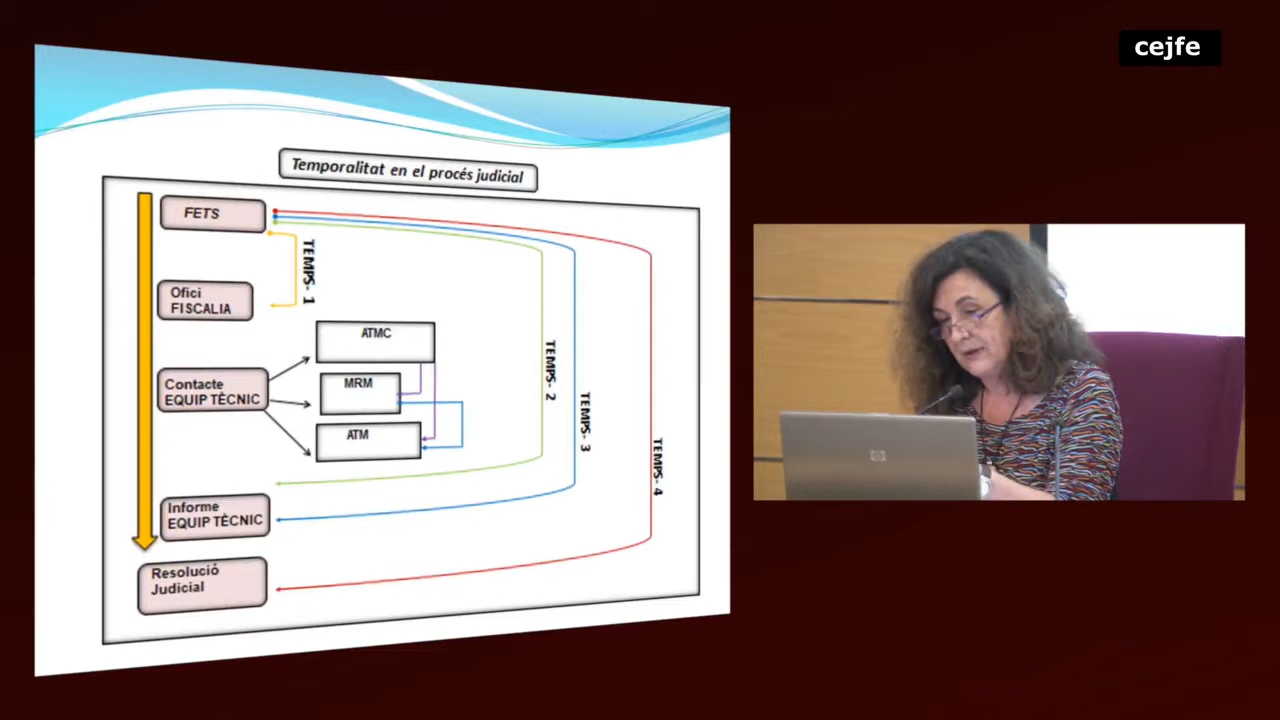 cejfe
Temporalitat en el procés judicial
FETS
TEMPS- 1
Ofici
FISCALIA
ATMC
Contacte
EQUIP TÈCNIC
MRM
ATM
TEMPS- 2
TEMPS- 3
TEMPS- 4
Informe
EQUIP TÈCNIC
Resolució
Judicial
hp